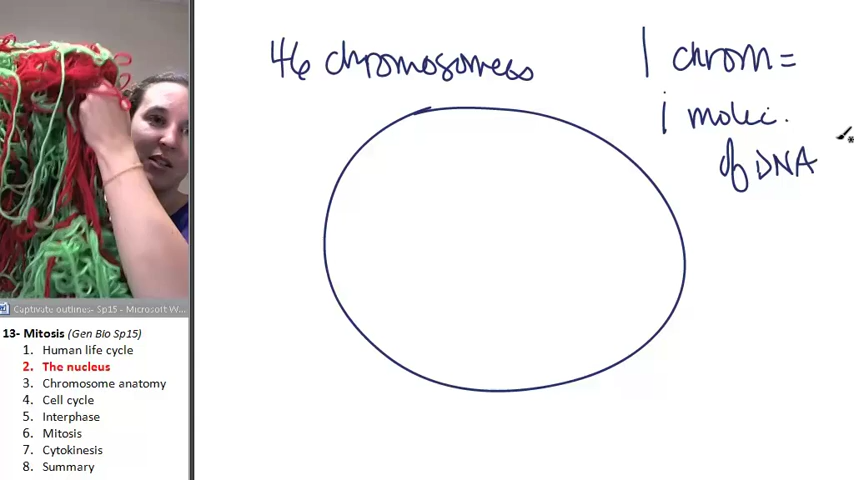 46 chromosomes
1 chrom =
1 molec.
of DNA
Captivate outlines- Sp15 - Microsoft W...
13- Mitosis (Gen Bio Sp15)
1. Human life cycle
2. The nucleus
3. Chromosome anatomy
4. Cell cycle
5. Interphase
6. Mitosis
7. Cytokinesis
8. Summary